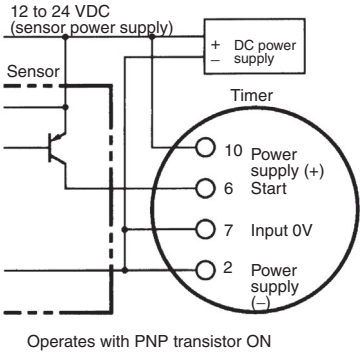 12 to 24 VDC
(sensor power supply)
+ DC power
– supply
Sensor
Timer
10 Power
supply (+)
6 Start
7 Input 0V
2 Power
supply
(–)
Operates with PNP transistor ON